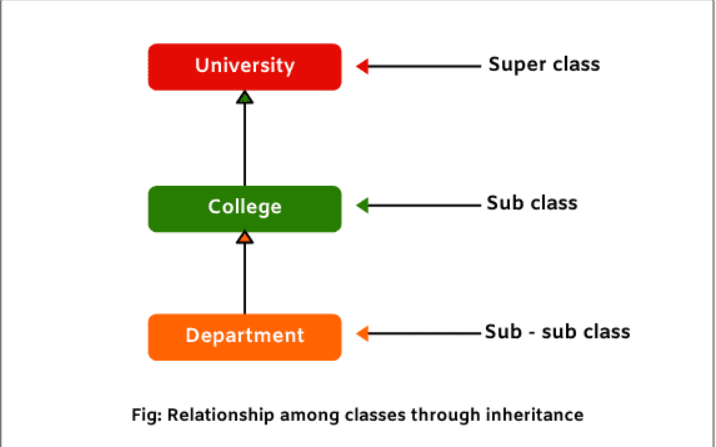 University
Super class
College
Sub class
Department
Sub - sub class
Fig: Relationship among classes through inheritance